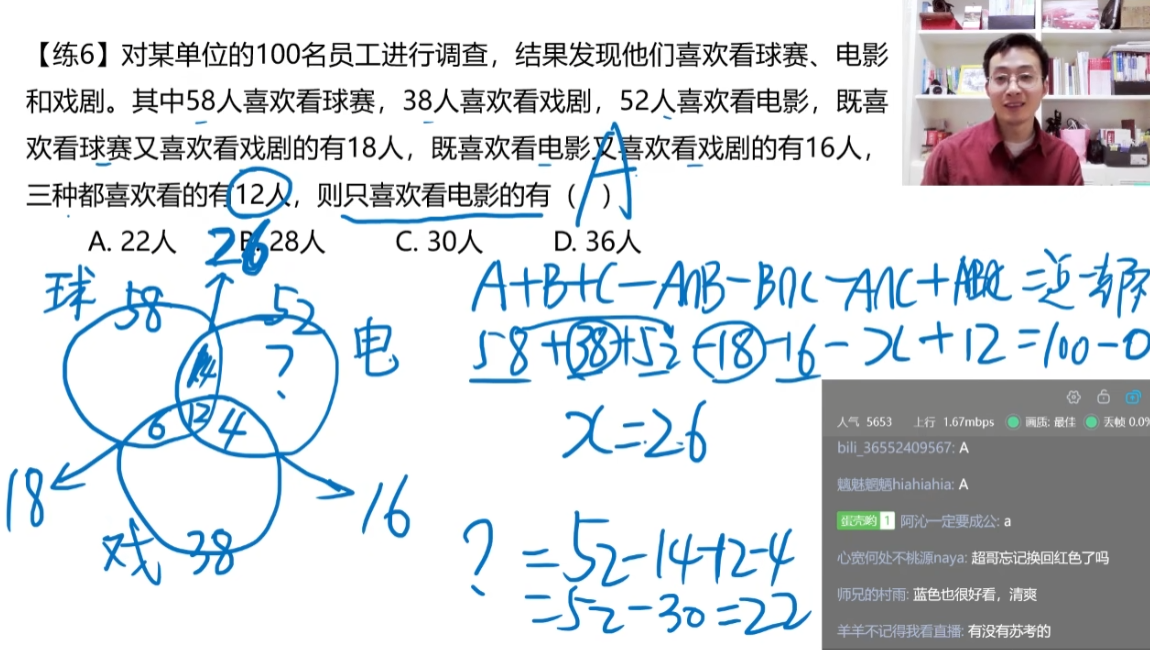 【练6】对某单位的100名员工进行调查，结果发现他们喜欢看球赛、电影
和戏剧。其中58人喜欢看球赛，38人喜欢看戏剧，52人喜欢看电影，既喜
欢看球赛又喜欢看戏剧的有18人，既喜欢看电影又喜欢看戏剧的有16人，
三种都喜欢看的有12人，则只喜欢看电影的有（ ）
A
A. 22人 B. 28人 C. 30人 D. 36人
26
球 58 52 电
14 ?
6 12 4
18 16
戏 38
A+B+C-A∩B-B∩C-A∩C+ABC=总-都不
58+38+52-18-16-x+12=100-0
x=26
?=52-14-12-4
=52-30=22
人气 5653 上行 1.67mbps 画质: 最佳 丢帧 0.0%
bili_36552409567: A
魑魅魍魉hiahiahia: A
蛋壳哟 1 阿沁一定要成公: a
心宽何处不桃源naya: 超哥忘记换回红色了吗
师兄的村雨: 蓝色也很好看，清爽
羊羊不记得我看直播: 有没有苏考的